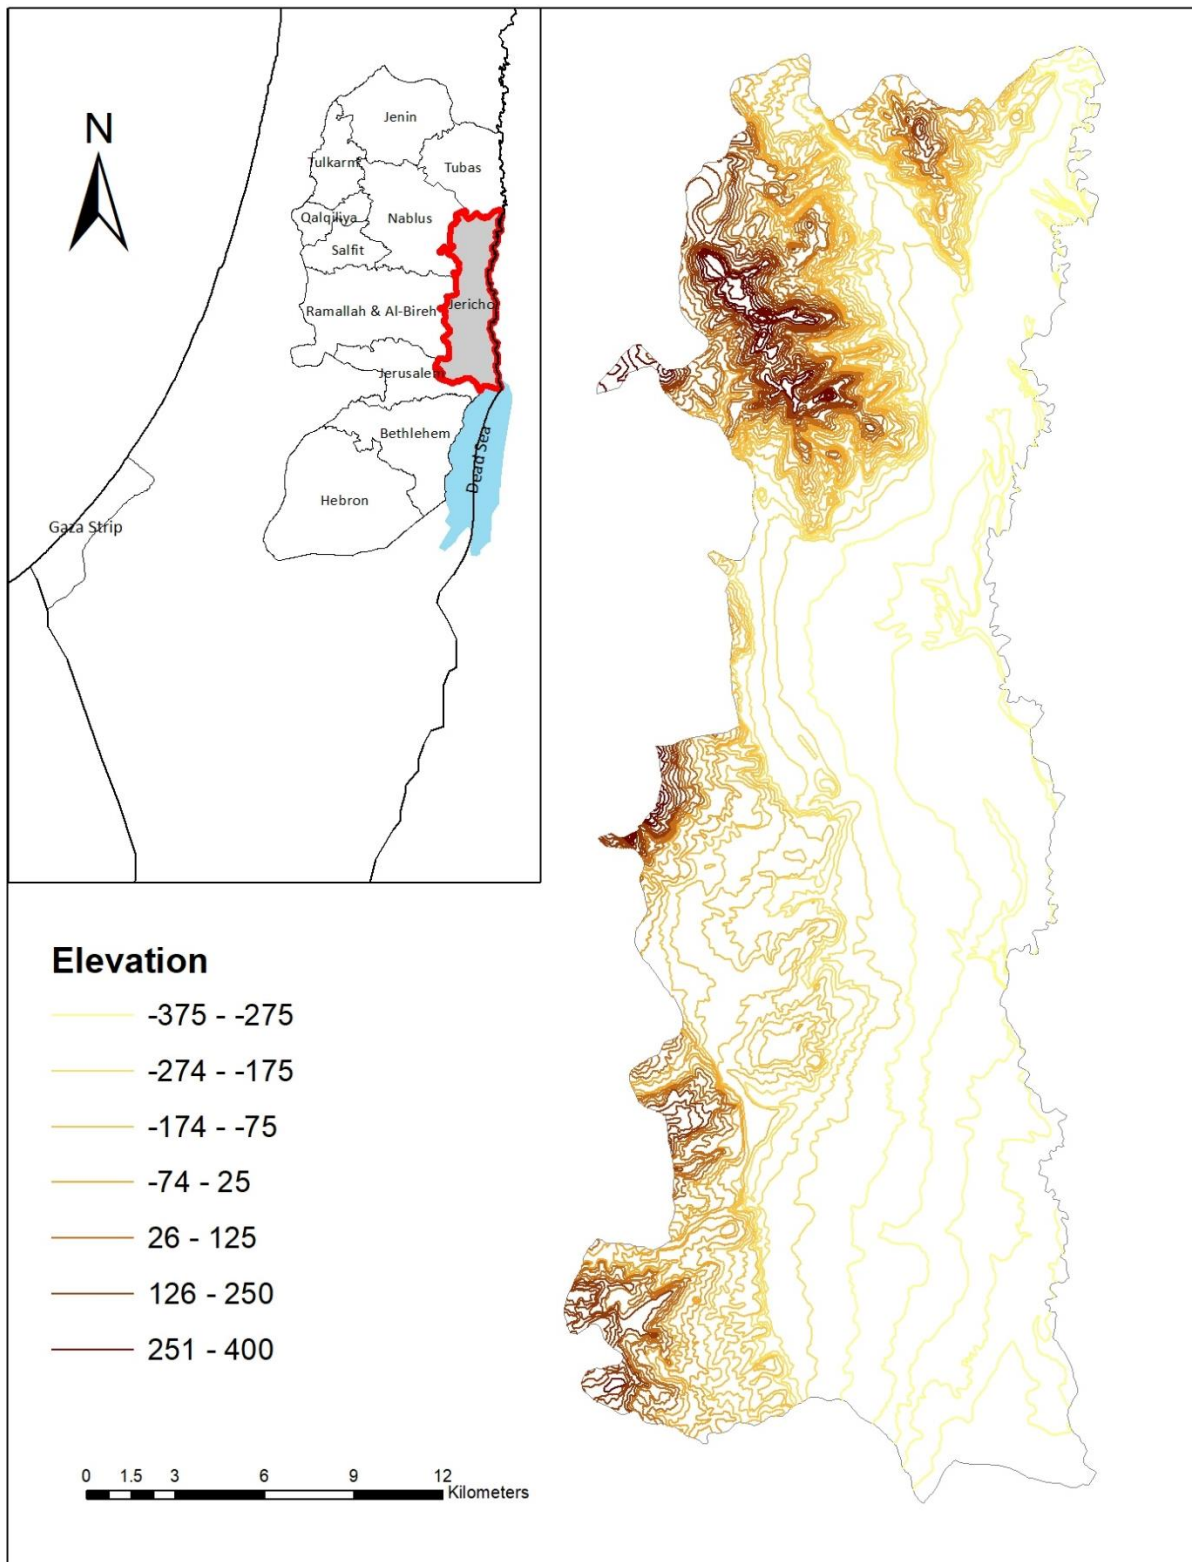 N
Jenin
Tulkarm
Tubas
Qalqiliya
Nablus
Salfit
Ramallah & Al-Bireh
Jericho
Jerusalem
Bethlehem
Dead Sea
Hebron
Gaza Strip
Elevation
-375 - -275
-274 - -175
-174 - -75
-74 - 25
26 - 125
126 - 250
251 - 400
0 1.5 3 6 9 12
Kilometers